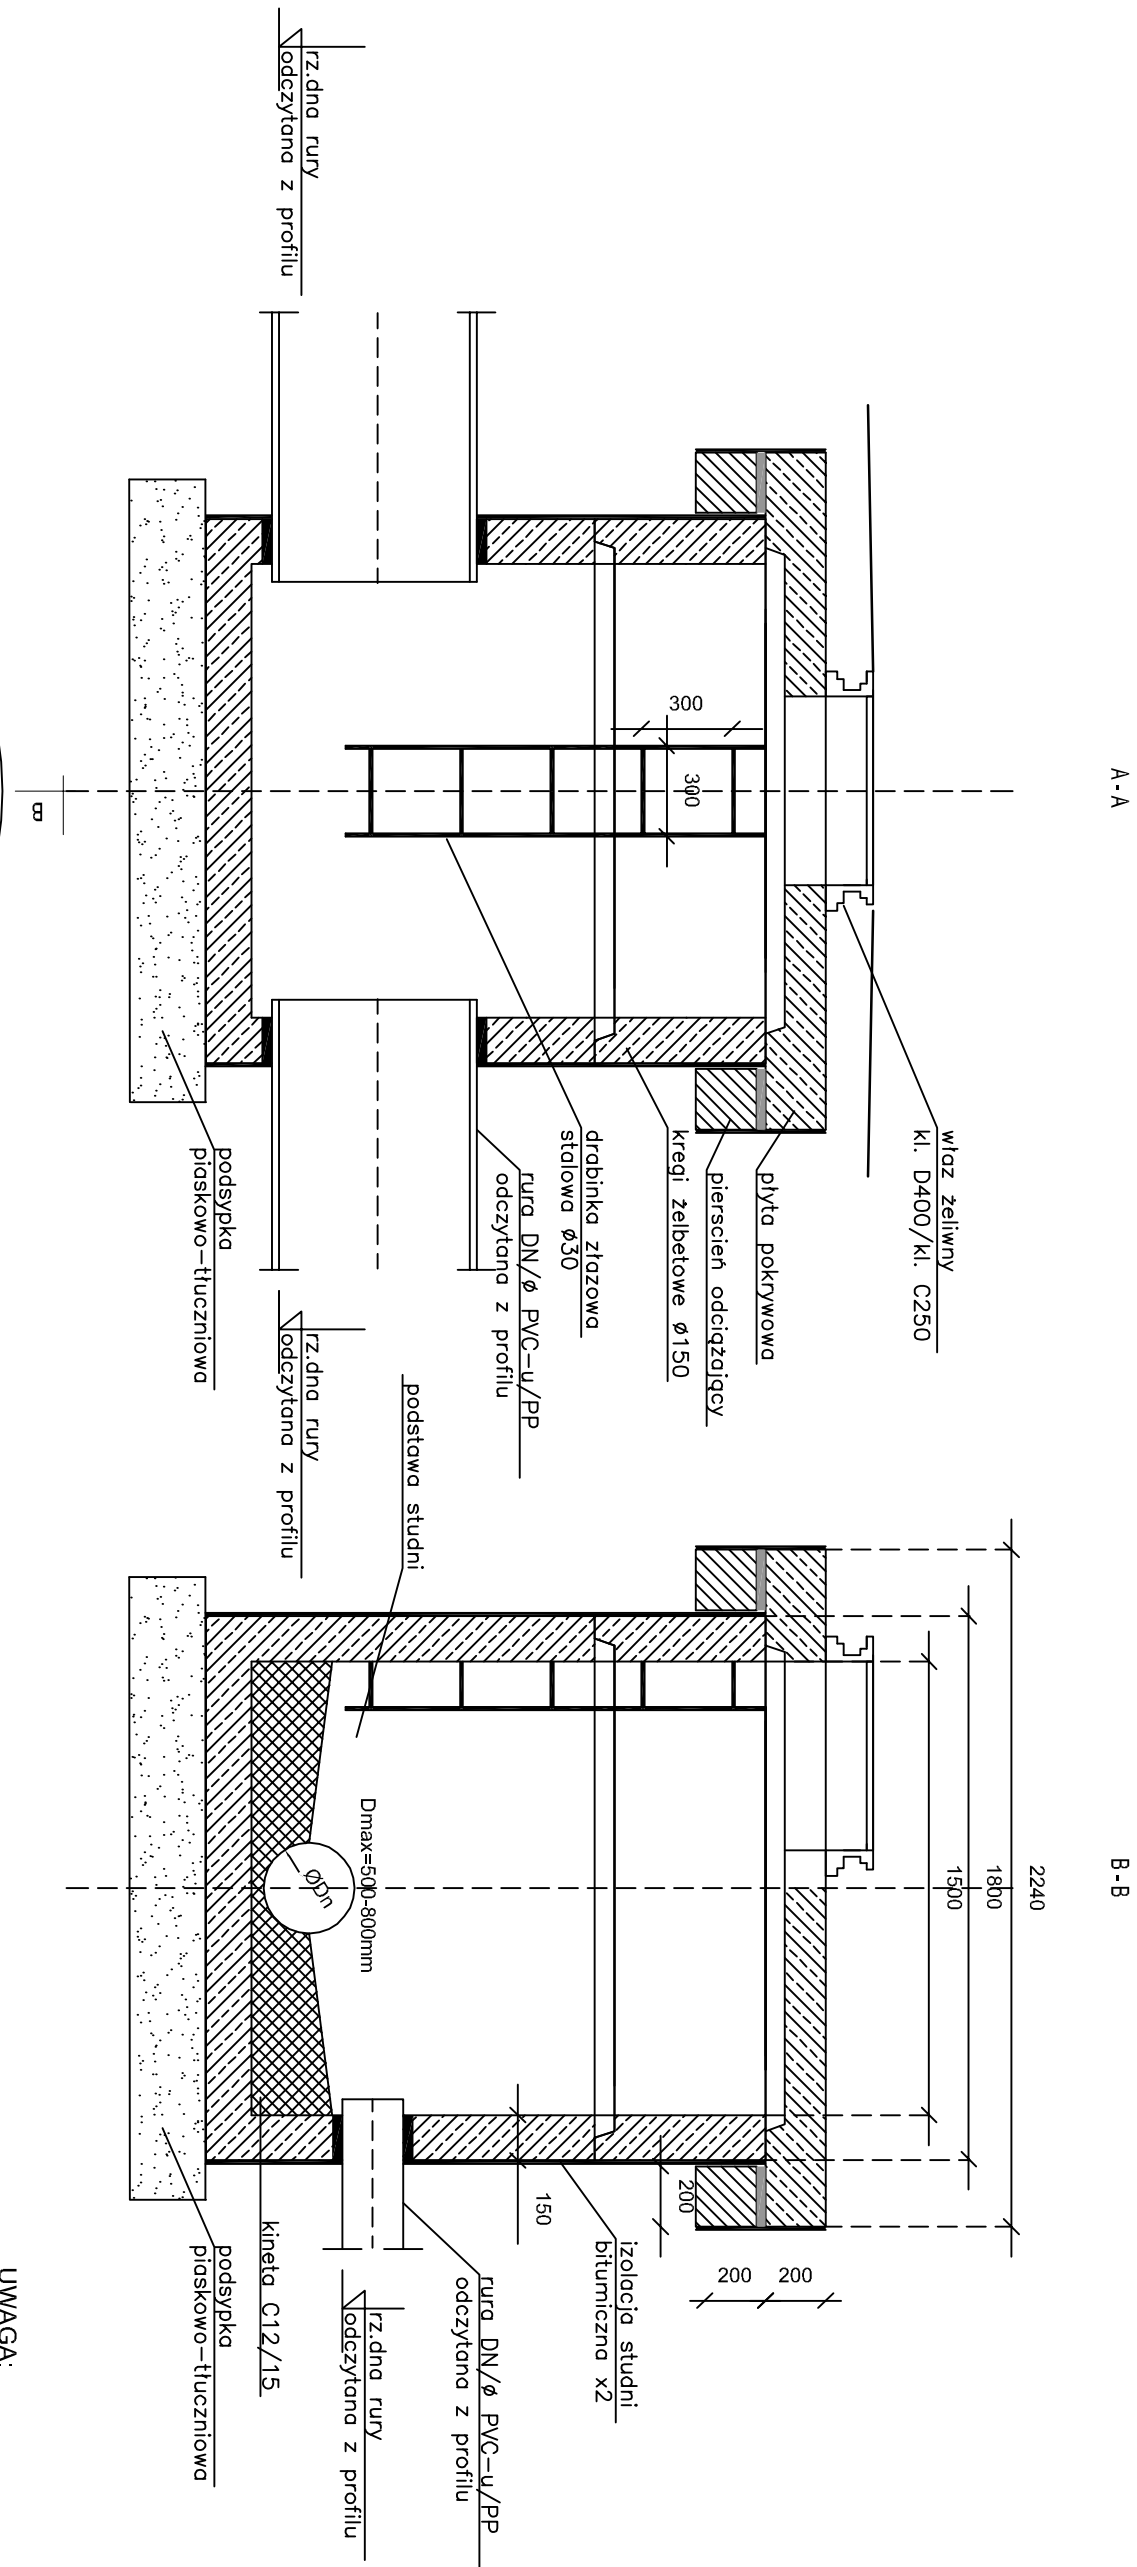 A-A
B-B
rz.dna rury
odczytana z profilu
300
300
B
właz żeliwny
kl. D400/kl. C250
płyta pokrywowa
pierscień odciążający
kregi żelbetowe ø150
drabinka złazowa
stalowa ø30
rura DN/ø PVC-u/PP
odczytana z profilu
podsypka
piaskowo-tłuczniowa
rz.dna rury
odczytana z profilu
podstawa studni
2240
1800
1500
Dmax=500-800mm
ØDn
150
200
200
200
izolacja studni
bitumiczna x2
rura DN/ø PVC-u/PP
odczytana z profilu
rz.dna rury
odczytana z profilu
kineta C12/15
podsypka
piaskowo-tłuczniowa
UWAGA: